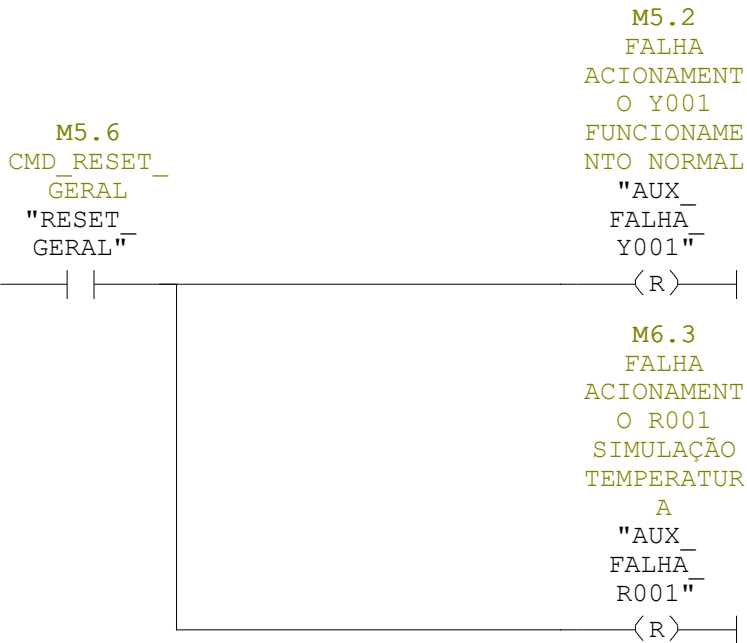 M5.2
FALHA
ACIONAMENT
O Y001
FUNCIONAME
NTO NORMAL
"AUX_
FALHA_
Y001"
M5.6
CMD_RESET_
GERAL
"RESET_
GERAL"
R
M6.3
FALHA
ACIONAMENT
O R001
SIMULAÇÃO
TEMPERATUR
A
"AUX_
FALHA_
R001"
R